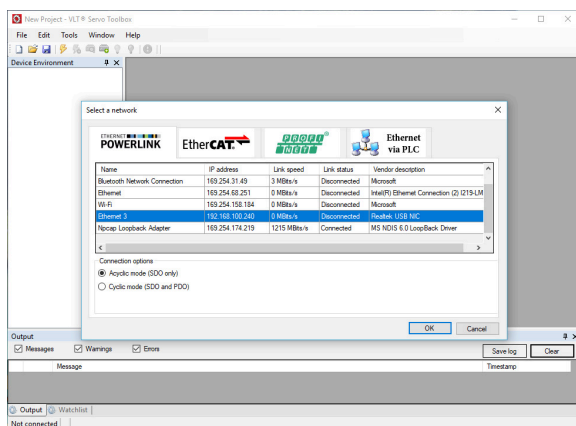 New Project - VLT® Servo Toolbox
File Edit Tools Window Help
Device Environment
Select a network
ETHERNET POWERLINK
EtherCAT.
PROFI NET
Ethernet via PLC
Name IP address Link speed Link status Vendor description
Bluetooth Network Connection 169.254.31.49 3 MBits/s Disconnected Microsoft
Ethernet 169.254.68.251 0 MBits/s Disconnected Intel(R) Ethernet Connection (2) I219-LM
Wi-Fi 169.254.158.184 0 MBits/s Disconnected Microsoft
Ethernet 3 192.168.100.240 0 MBits/s Disconnected Realtek USB NIC
Npcap Loopback Adapter 169.254.174.219 1215 MBits/s Connected MS NDIS 6.0 LoopBack Driver
Connection options
Acyclic mode (SDO only)
Cyclic mode (SDO and PDO)
OK Cancel
Output
Messages Warnings Errors Save log Clear
Message Timestamp
Output Watchlist
Not connected